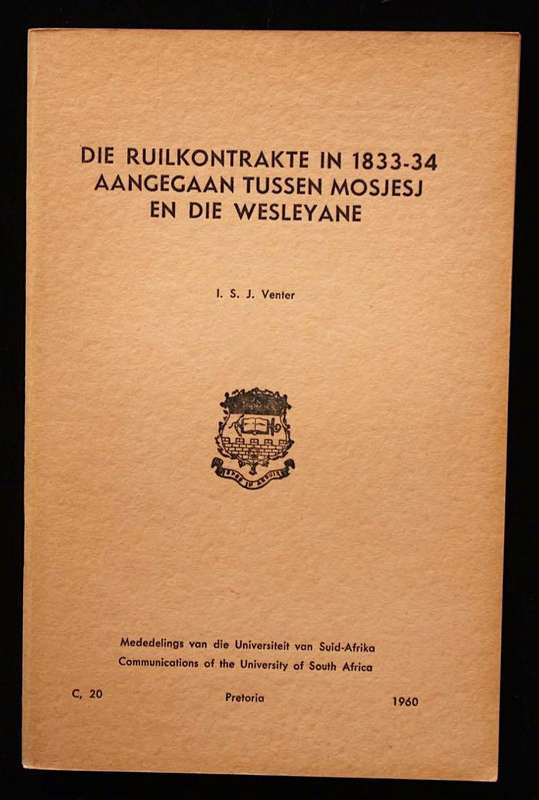 DIE RUILKONTRAKTE IN 1833-34
AANGEGAAN TUSSEN MOSJESJ
EN DIE WESLEYANE
I. S. J. Venter
Mededelings van die Universiteit van Suid-Afrika
Communications of the University of South Africa
C, 20 Pretoria 1960